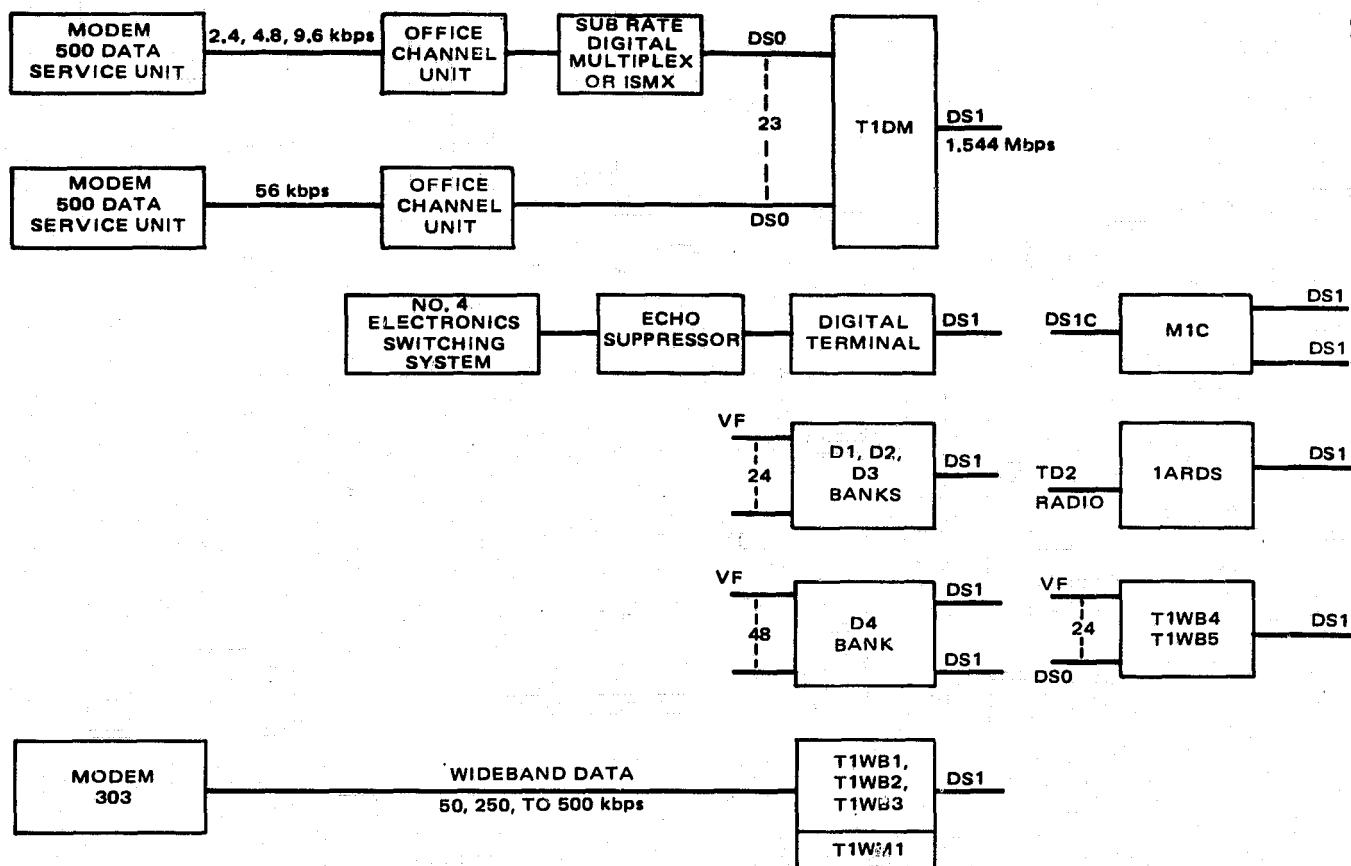 MODEM
500 DATA
SERVICE UNIT
2.4, 4.8, 9.6 kbps
OFFICE
CHANNEL
UNIT
SUB RATE
DIGITAL
MULTIPLEX
OR ISMX
DS0
23
T1DM
DS1
1.544 Mbps
MODEM
500 DATA
SERVICE UNIT
56 kbps
OFFICE
CHANNEL
UNIT
DS0
NO. 4
ELECTRONICS
SWITCHING
SYSTEM
ECHO
SUPPRESSOR
DIGITAL
TERMINAL
DS1
DS1C
M1C
DS1
DS1
VF
24
D1, D2,
D3
BANKS
DS1
TD2
RADIO
1ARDS
DS1
VF
48
D4
BANK
DS1
DS1
VF
24
DS0
T1WB4
T1WB5
DS1
MODEM
303
WIDEBAND DATA
50, 250, TO 500 kbps
T1WB1,
T1WB2,
T1WB3
DS1
T1WM1